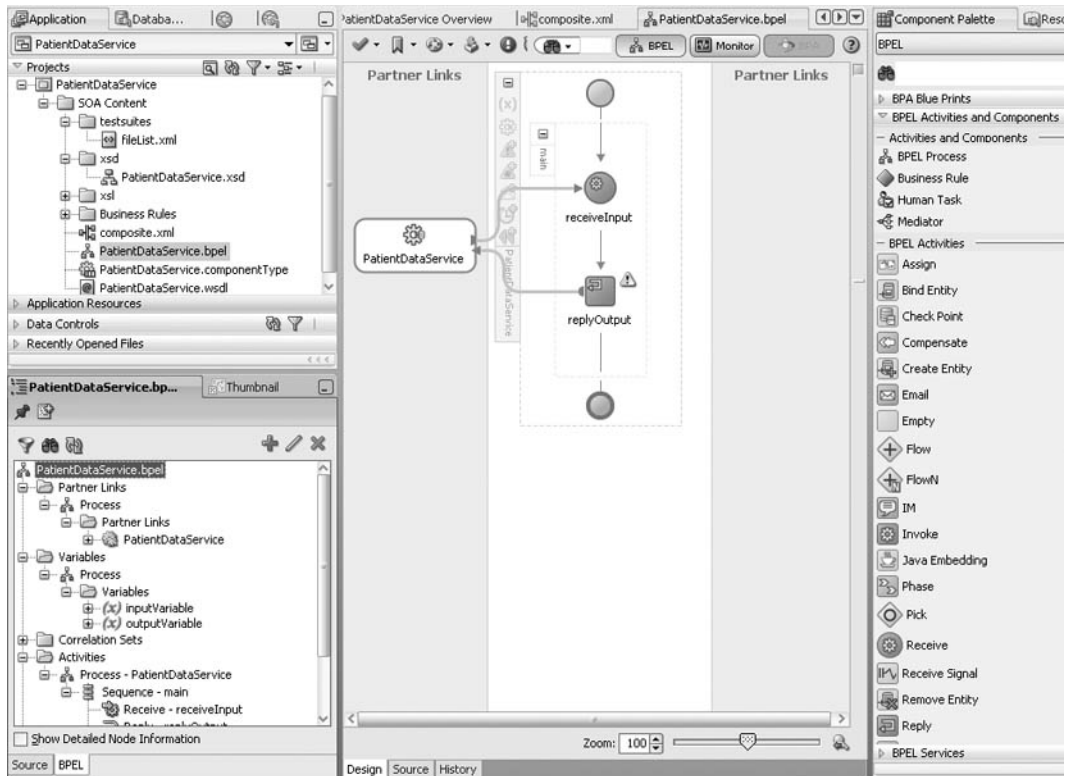 Application
Databa...
PatientDataService
Projects
PatientDataService
SOA Content
testsuites
fileList.xml
xsd
PatientDataService.xsd
xsl
Business Rules
composite.xml
PatientDataService.bpel
PatientDataService.componentType
PatientDataService.wsdl
Application Resources
Data Controls
Recently Opened Files
PatientDataService.bp...
Thumbnail
PatientDataService.bpel
Partner Links
Process
Partner Links
PatientDataService
Variables
Process
Variables
(x) inputVariable
(x) outputVariable
Correlation Sets
Activities
Process - PatientDataService
Sequence - main
Receive - receiveInput
Show Detailed Node Information
Source BPEL
PatientDataService Overview
composite.xml
PatientDataService.bpel
BPEL
Monitor
BPA
Partner Links
Partner Links
(x)
main
receiveInput
PatientDataService
PatientDataService
replyOutput
Zoom: 100
Design Source History
Component Palette
Reso
BPEL
BPA Blue Prints
BPEL Activities and Components
Activities and Components
BPEL Process
Business Rule
Human Task
Mediator
BPEL Activities
Assign
Bind Entity
Check Point
Compensate
Create Entity
Email
Empty
Flow
FlowN
IM
Invoke
Java Embedding
Phase
Pick
Receive
Receive Signal
Remove Entity
Reply
BPEL Services